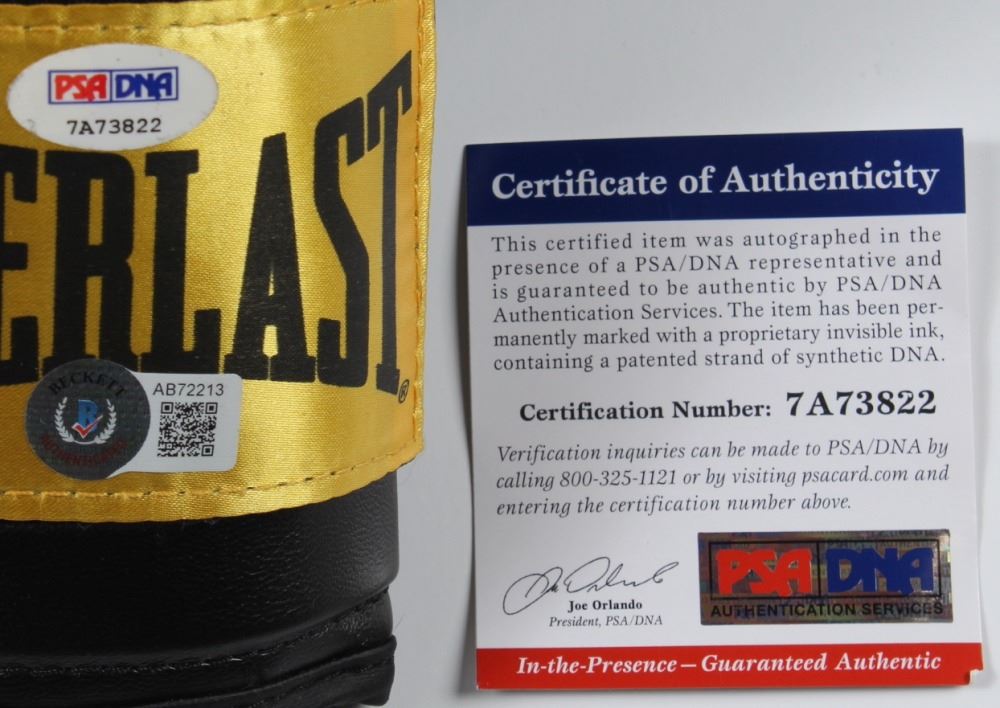 PSA DNA
7A73822
ERLAST
®
BECKETT
AUTHENTICATION
AB72213
Certificate of Authenticity
This certified item was autographed in the
presence of a PSA/DNA representative and
is guaranteed to be authentic by PSA/DNA
Authentication Services. The item has been per-
manently marked with a proprietary invisible ink,
containing a patented strand of synthetic DNA.
Certification Number: 7A73822
Verification inquiries can be made to PSA/DNA by
calling 800-325-1121 or by visiting psacard.com and
entering the certification number above.
Joe Orlando
President, PSA/DNA
PSA DNA
AUTHENTICATION SERVICES
In-the-Presence – Guaranteed Authentic